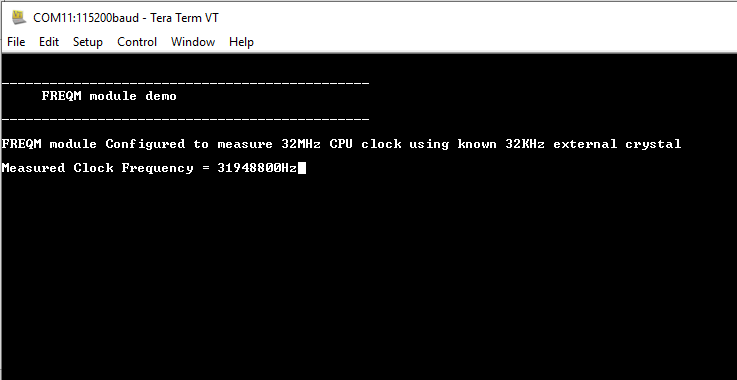 COM11:115200baud - Tera Term VT
File Edit Setup Control Window Help
FREQM module demo
FREQM module Configured to measure 32MHz CPU clock using known 32KHz external crystal
Measured Clock Frequency = 31948800Hz